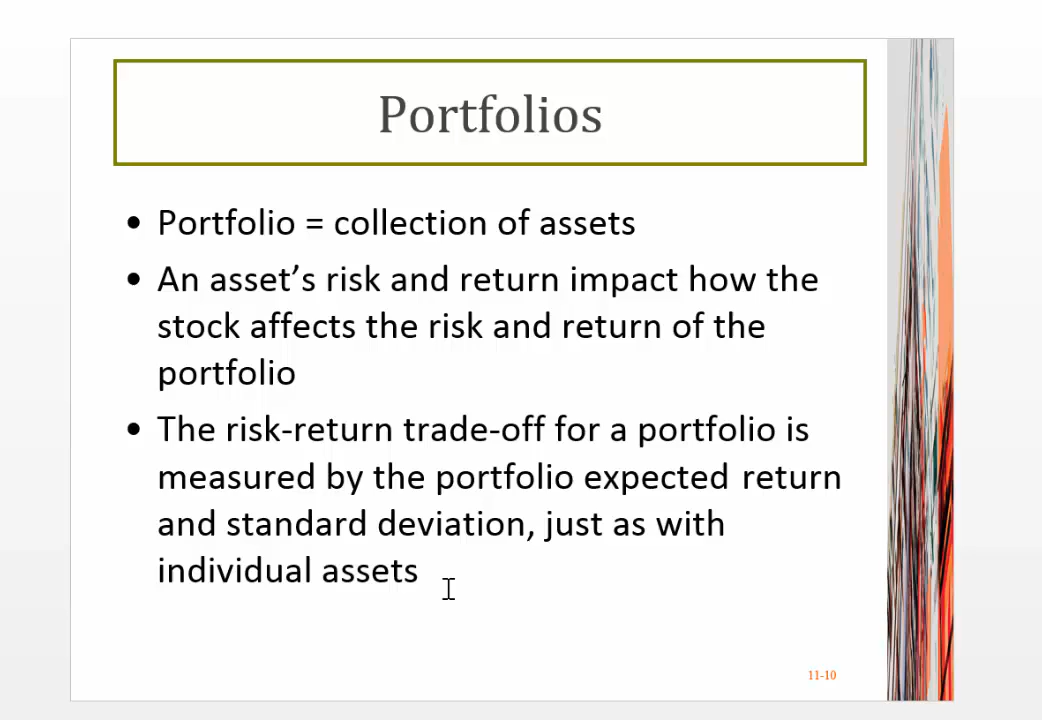 Portfolios
• Portfolio = collection of assets
• An asset’s risk and return impact how the
stock affects the risk and return of the
portfolio
• The risk-return trade-off for a portfolio is
measured by the portfolio expected return
and standard deviation, just as with
individual assets
11-10